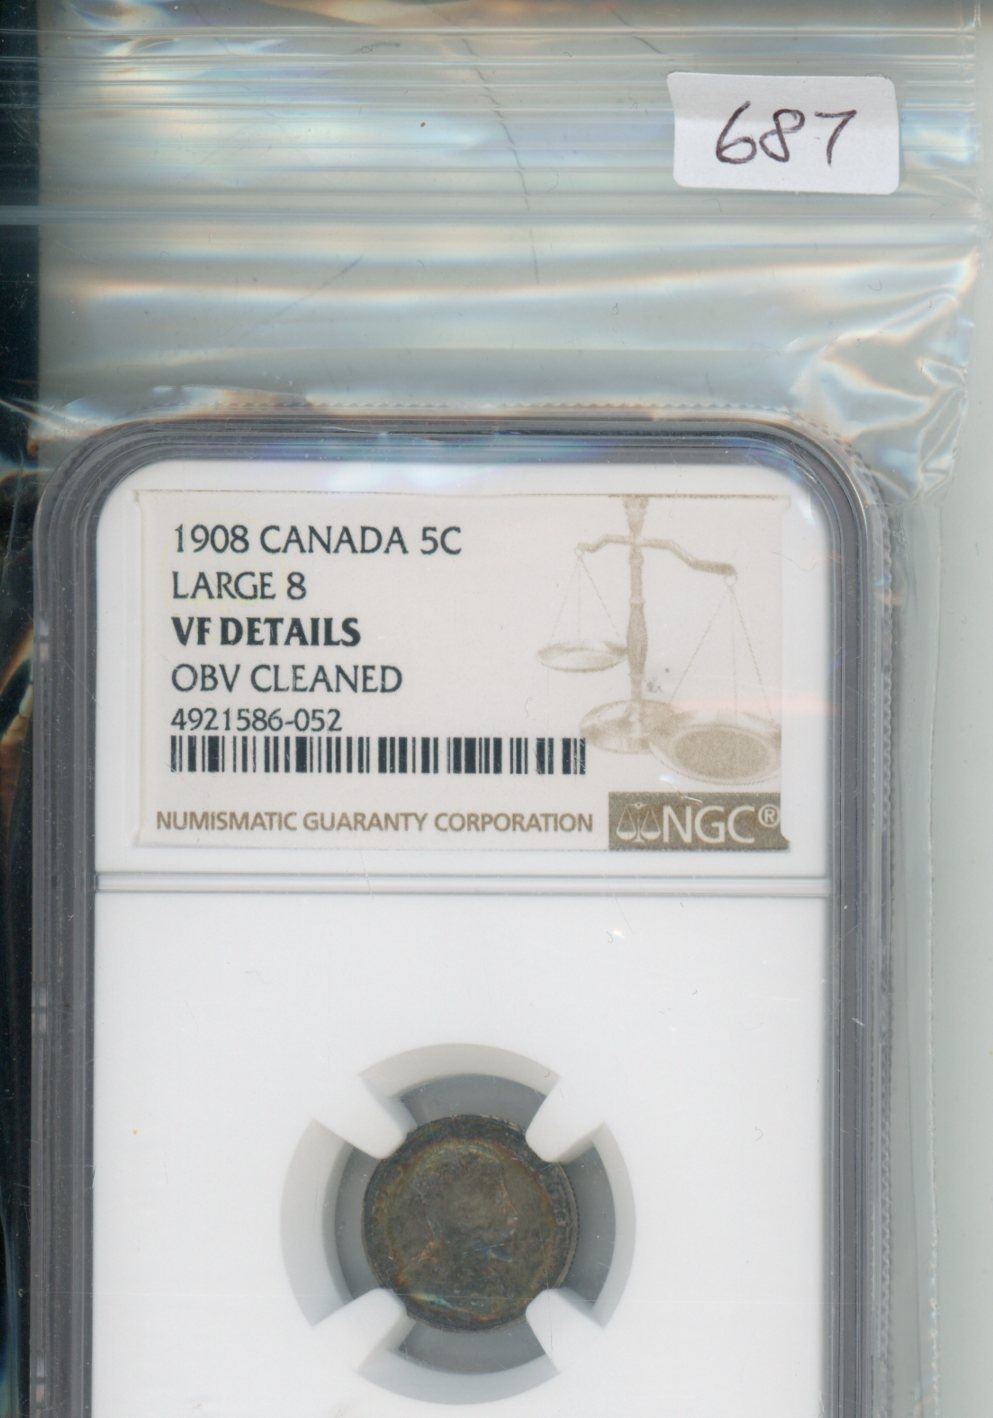 687
1908 CANADA 5C
LARGE 8
VF DETAILS
OBV CLEANED
4921586-052
NUMISMATIC GUARANTY CORPORATION
NGC®